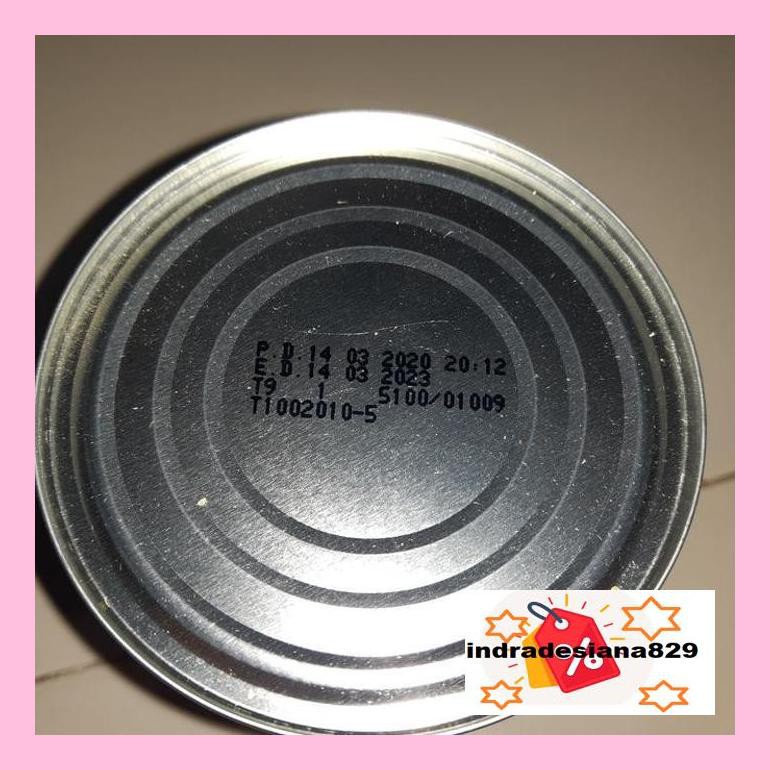 P.D.14 03 2020 20:12
E.D.14 03 2023
T9 1 5100/01009
T1002010-5
indradesiana829
%